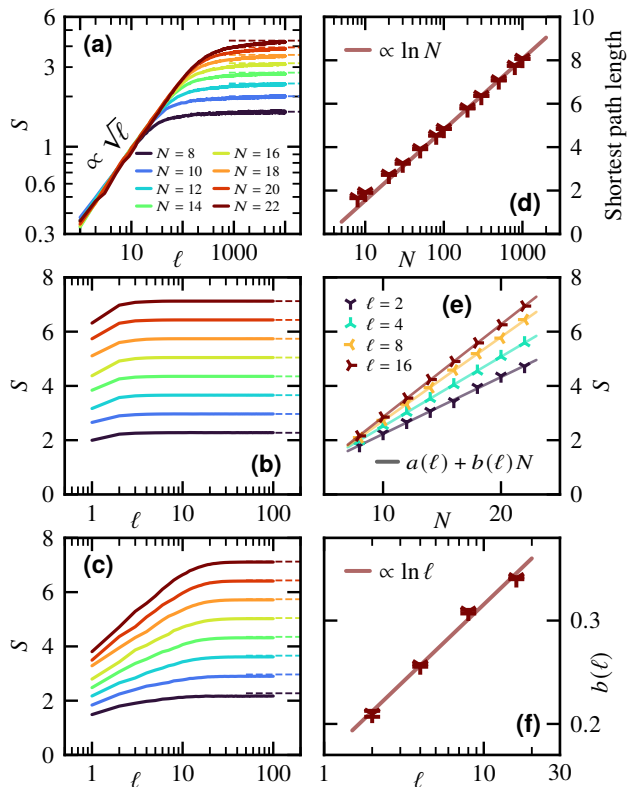 (a)
S
6
3
1
0.6
0.3
∝ √ℓ
N = 8
N = 10
N = 12
N = 14
N = 16
N = 18
N = 20
N = 22
10
1000
ℓ
∝ ln N
(d)
Shortest path length
10
8
6
4
2
0
10
100
1000
N
(b)
S
8
6
4
2
0
1
10
100
ℓ
(e)
ℓ = 2
ℓ = 4
ℓ = 8
ℓ = 16
a(ℓ) + b(ℓ)N
S
8
6
4
2
0
10
20
N
(c)
S
8
6
4
2
0
1
10
100
ℓ
∝ ln ℓ
(f)
b(ℓ)
0.3
0.2
1
10
30
ℓ